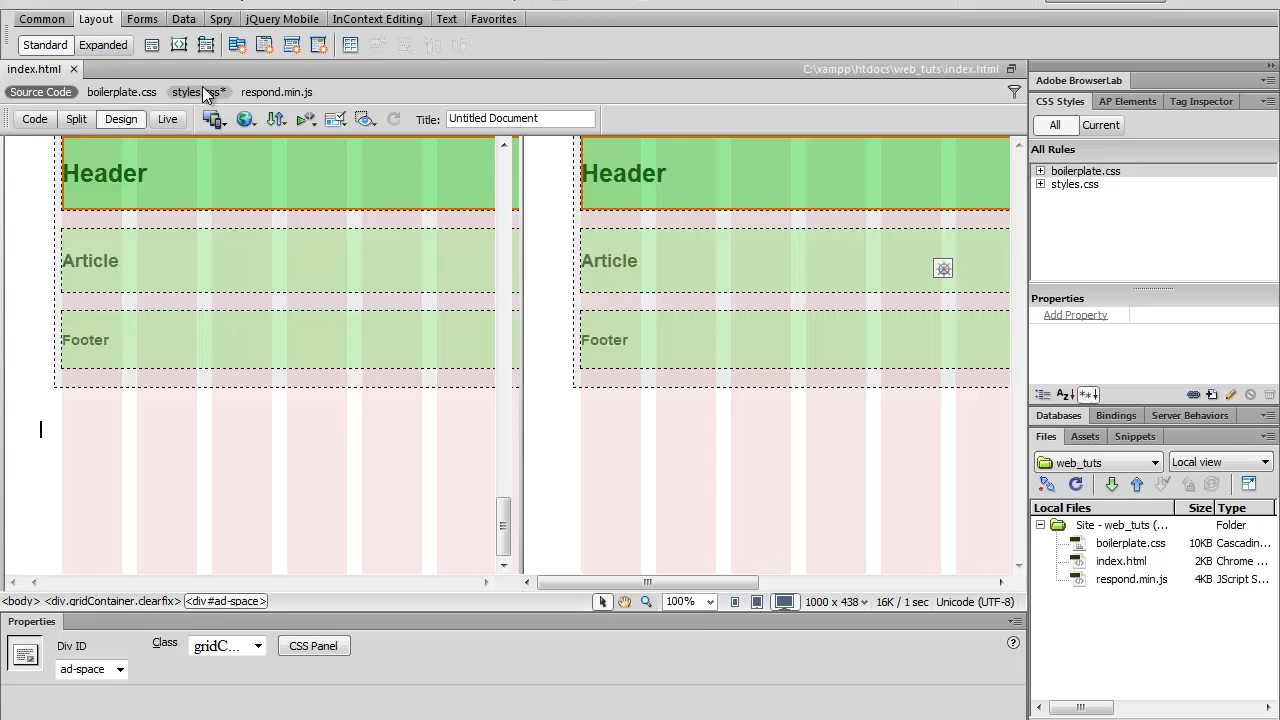 Common Layout Forms Data Spry jQuery Mobile InContext Editing Text Favorites
Standard Expanded
index.html C:\xampp\htdocs\web_tuts\index.html
Source Code boilerplate.css styles.css* respond.min.js
Code Split Design Live Title: Untitled Document
Header Header
Article Article
Footer Footer
<body> <div.gridContainer.clearfix> <div#ad-space> 100% 1000 x 438 16K / 1 sec Unicode (UTF-8)
Properties
Div ID Class gridC... CSS Panel
ad-space
Adobe BrowserLab
CSS Styles AP Elements Tag Inspector
All Current
All Rules
boilerplate.css
styles.css
Properties
Add Property
Databases Bindings Server Behaviors
Files Assets Snippets
web_tuts Local view
Local Files Size Type
Site - web_tuts (... Folder
boilerplate.css 10KB Cascadin...
index.html 2KB Chrome ...
respond.min.js 4KB JScript S...